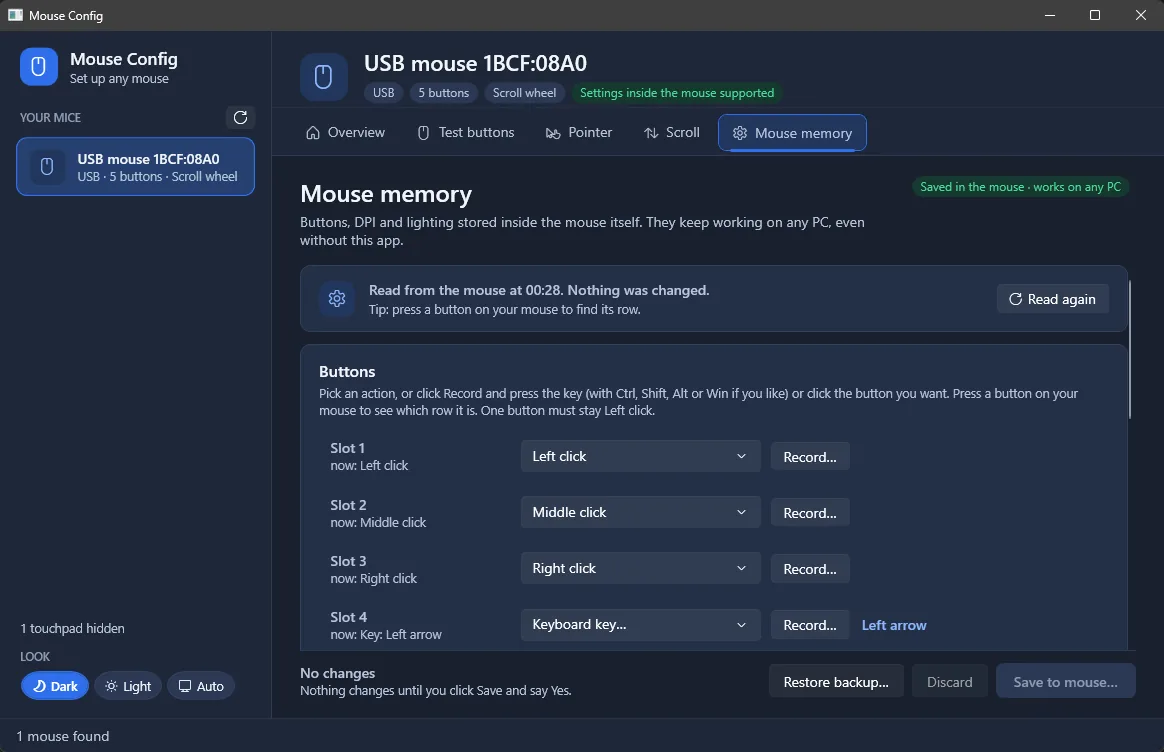 Mouse Config
Mouse Config
Set up any mouse
YOUR MICE
USB mouse 1BCF:08A0
USB · 5 buttons · Scroll wheel
1 touchpad hidden
LOOK
Dark
Light
Auto
USB mouse 1BCF:08A0
USB
5 buttons
Scroll wheel
Settings inside the mouse supported
Overview
Test buttons
Pointer
Scroll
Mouse memory
Mouse memory
Saved in the mouse · works on any PC
Buttons, DPI and lighting stored inside the mouse itself. They keep working on any PC, even
without this app.
Read from the mouse at 00:28. Nothing was changed.
Tip: press a button on your mouse to find its row.
Read again
Buttons
Pick an action, or click Record and press the key (with Ctrl, Shift, Alt or Win if you like) or click the button you want. Press a button on your
mouse to see which row it is. One button must stay Left click.
Slot 1
now: Left click
Left click
Record...
Slot 2
now: Middle click
Middle click
Record...
Slot 3
now: Right click
Right click
Record...
Slot 4
now: Key: Left arrow
Keyboard key...
Record...
Left arrow
No changes
Nothing changes until you click Save and say Yes.
Restore backup...
Discard
Save to mouse...
1 mouse found